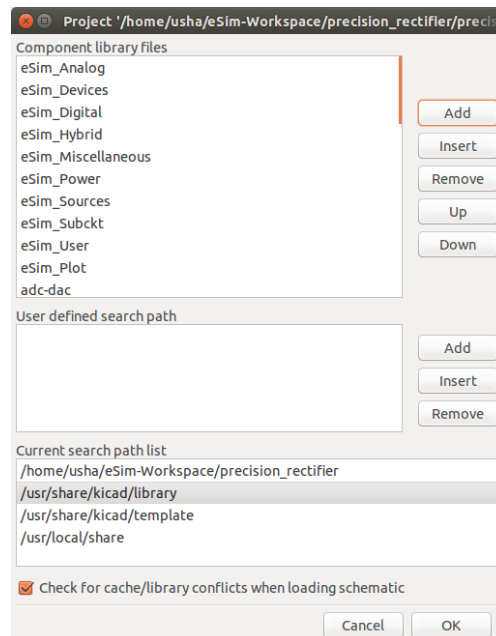 Project '/home/usha/eSim-Workspace/precision_rectifier/precis
Component library files
eSim_Analog
eSim_Devices
eSim_Digital
eSim_Hybrid
eSim_Miscellaneous
eSim_Power
eSim_Sources
eSim_Subckt
eSim_User
eSim_Plot
adc-dac
Add
Insert
Remove
Up
Down
User defined search path
Add
Insert
Remove
Current search path list
/home/usha/eSim-Workspace/precision_rectifier
/usr/share/kicad/library
/usr/share/kicad/template
/usr/local/share
Check for cache/library conflicts when loading schematic
Cancel OK